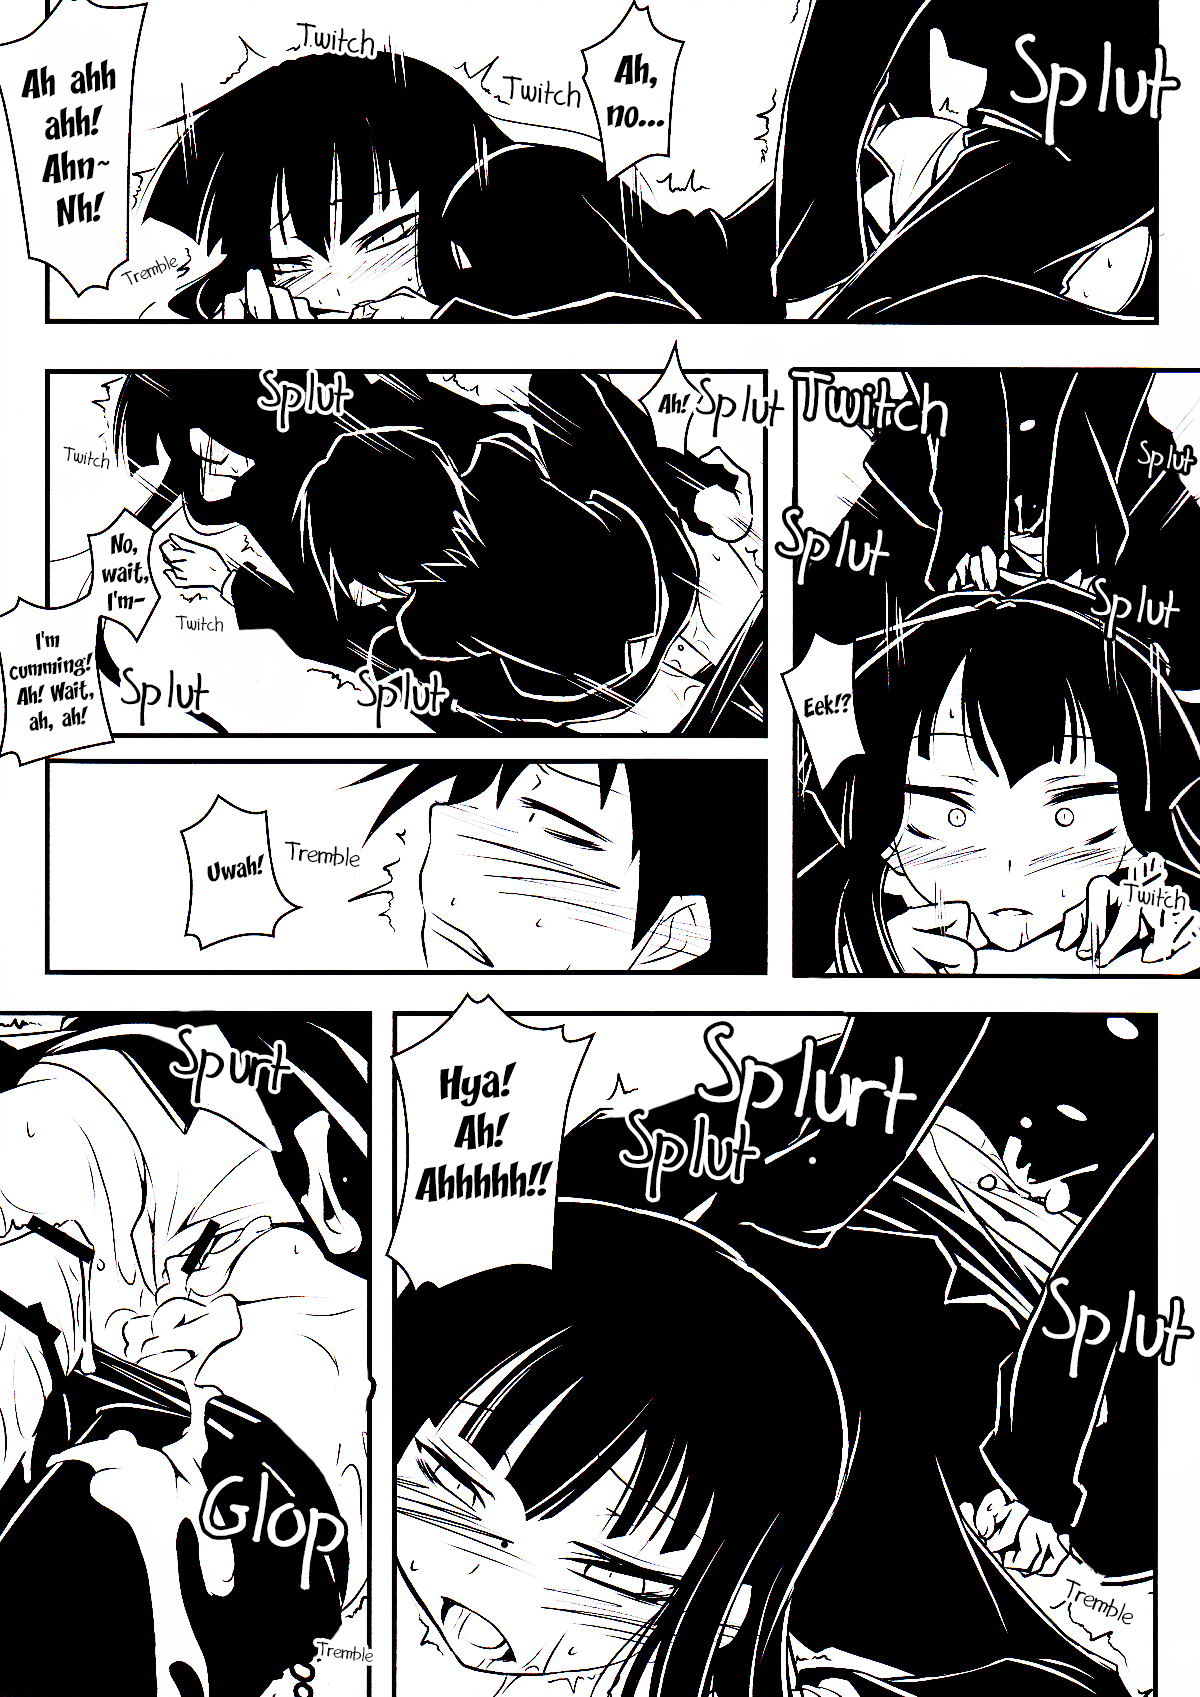 Splut
Ah,
no...
Twitch
Twitch
Ah ahh
ahh!
Ahn~
Nh!
Tremble
Twitch
Splut
Splut
Splut
Eek!?
Twitch
Ah!
Splut
Splut
Twitch
No,
wait,
I'm-
Twitch
I'm
cumming!
Ah! Wait,
ah, ah!
Splut
Splut
Uwah!
Tremble
Splurt
Splut
Hya!
Ah!
Ahhhhh!!
Splut
Tremble
Spurt
Glop
Tremble